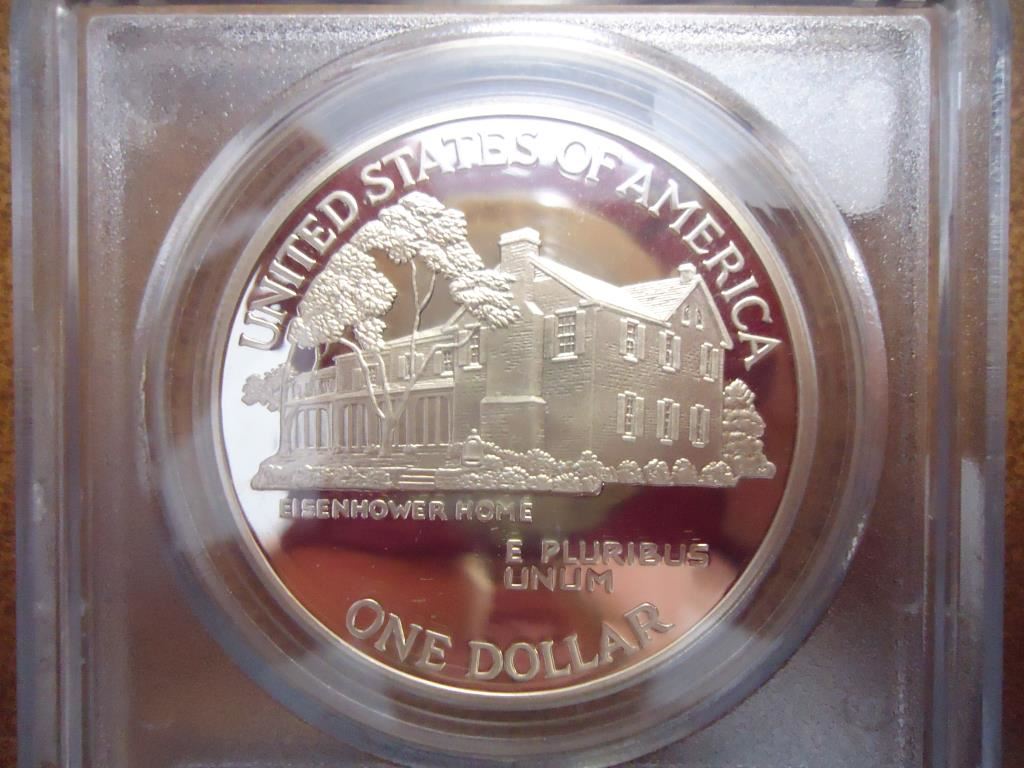 UNITED STATES OF AMERICA
EISENHOWER HOME
E PLURIBUS
UNUM
ONE DOLLAR